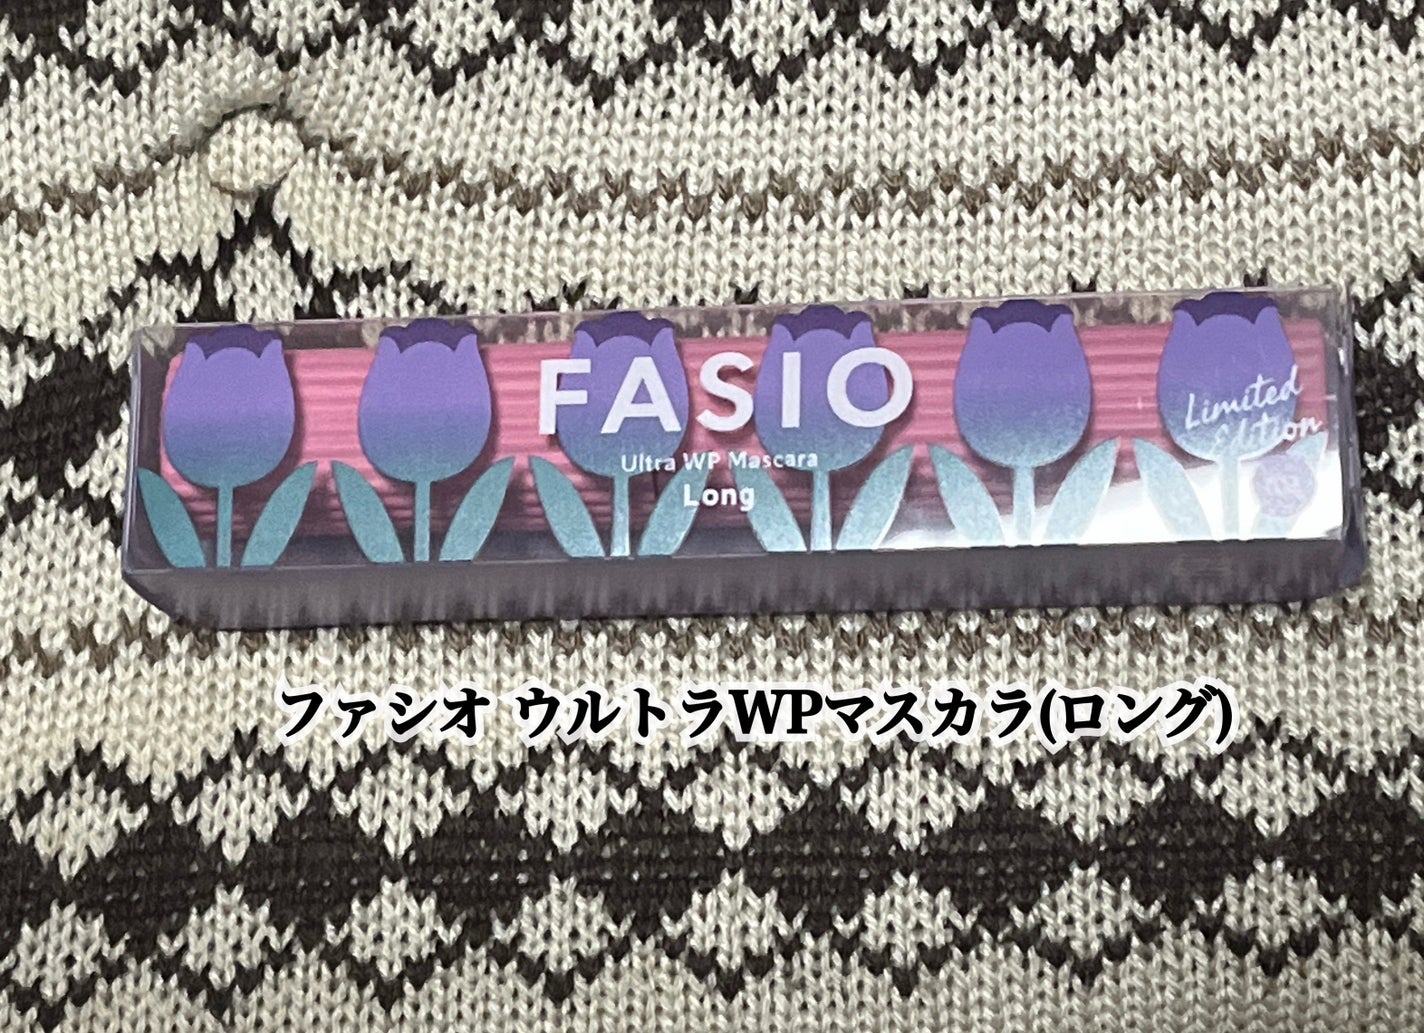 FASIO
Ultra WP Mascara
Long
Limited
Edition
ファシオ ウルトラWPマスカラ(ロング)